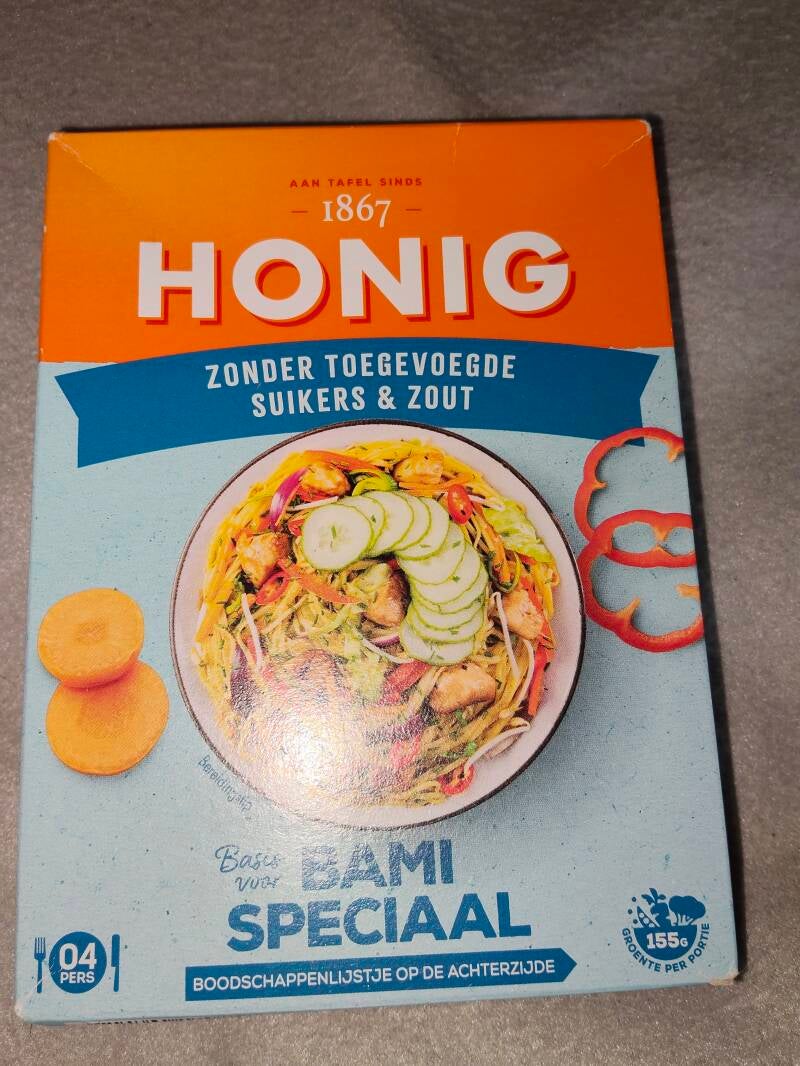 AAN TAFEL SINDS
1867
HONIG
ZONDER TOEGEVOEGDE
SUIKERS & ZOUT
Bereidingstip
Basis
voor
BAMI
SPECIAAL
BOODSCHAPPENLIJSTJE OP DE ACHTERZIJDE
04
PERS
155G
GROENTE PER PORTIE